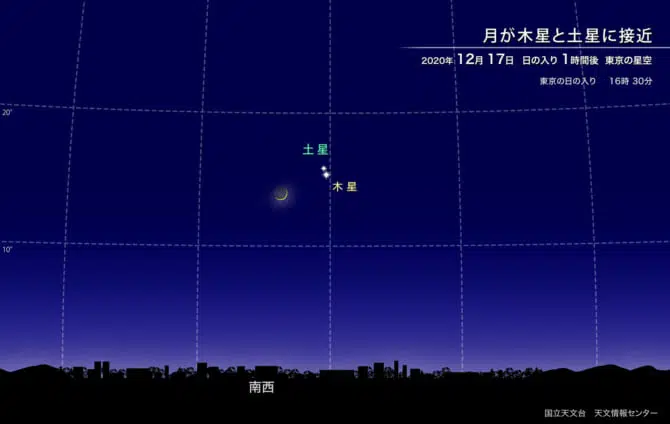 月が木星と土星に接近
2020年 12月 17日 日の入り 1時間後 東京の星空
東京の日の入り 16時 30分
20°
土星
木星
10°
南西
国立天文台 天文情報センター